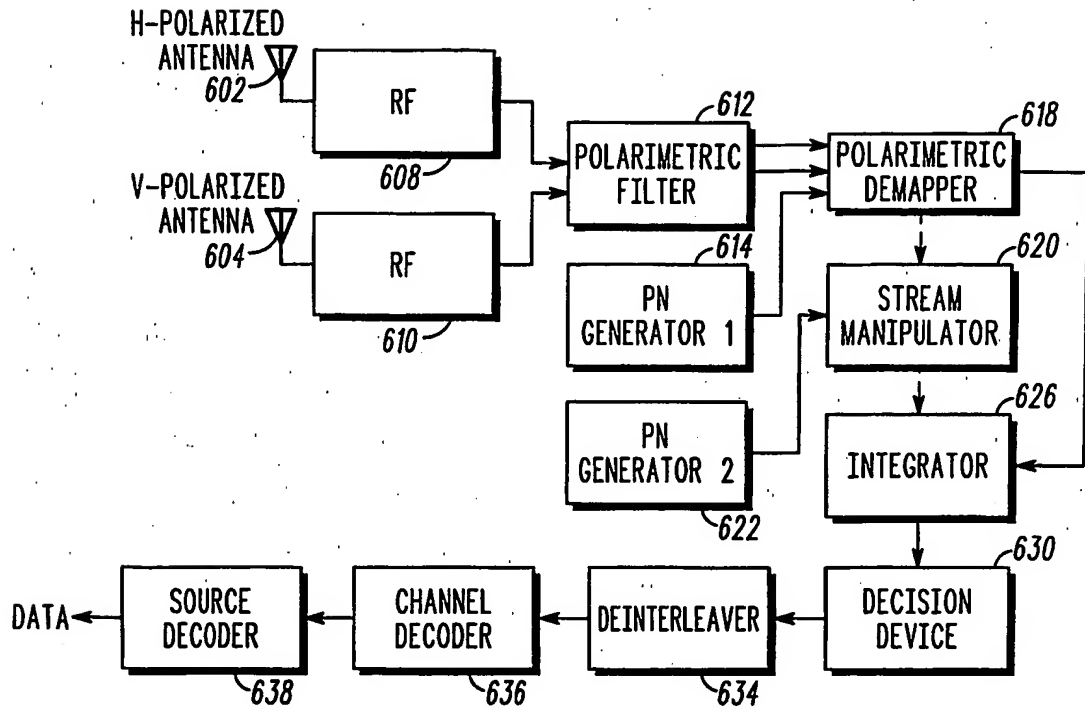 H-POLARIZED
ANTENNA
602
RF
608
V-POLARIZED
ANTENNA
604
RF
610
612
POLARIMETRIC
FILTER
618
POLARIMETRIC
DEMAPPER
614
PN
GENERATOR 1
620
STREAM
MANIPULATOR
PN
GENERATOR 2
622
626
INTEGRATOR
630
DECISION
DEVICE
DEINTERLEAVER
634
CHANNEL
DECODER
636
SOURCE
DECODER
638
DATA